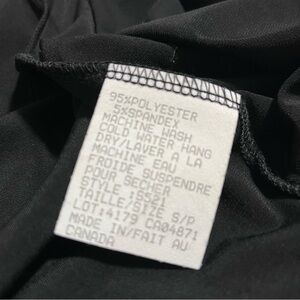 95%POLYESTER
5%SPANDEX
MACHINE WASH
COLD WATER HANG
DRY/LAVER A LA
MACHINE EAU
FROIDE SUSPENDRE
POUR SECHER
STYLE 15521
TAILLE/SIZE S/P
LOT:4179 CA04871
MADE IN/FAIT AU
CANADA